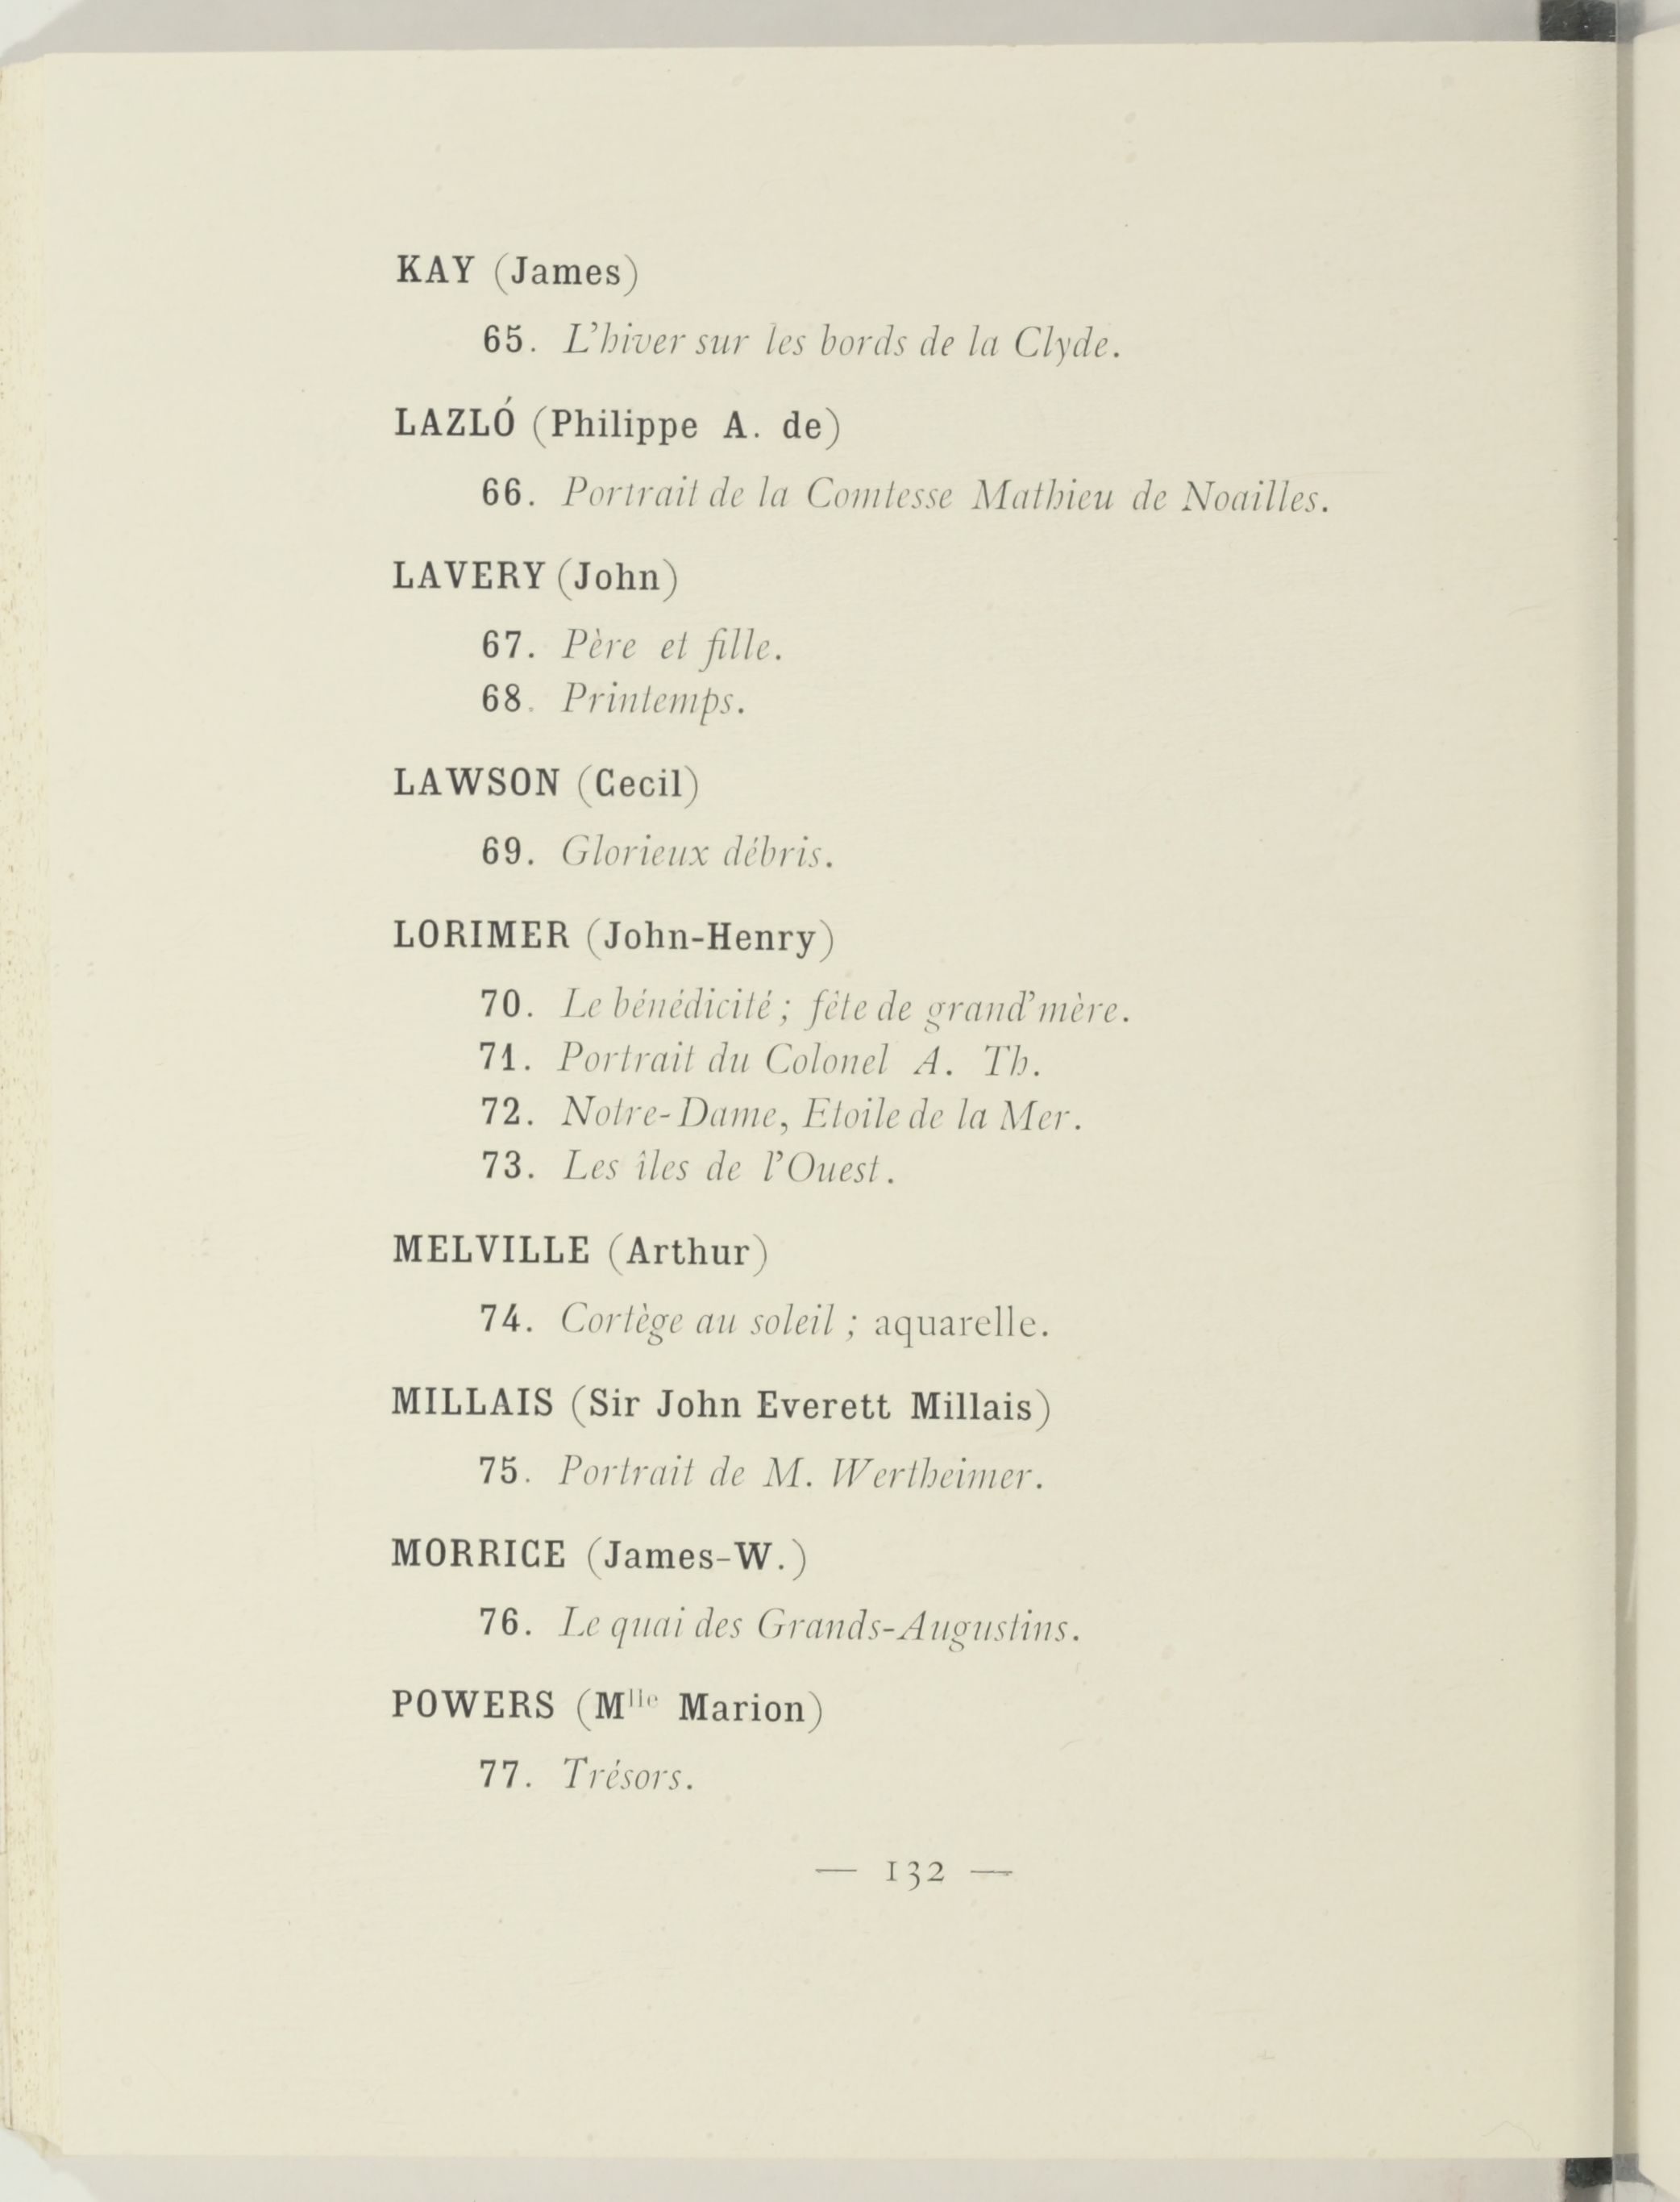 KAY (James)
65. L'hiver sur les bords de la Clyde.
LAZLÓ (Philippe A. de)
66. Portrait de la Comtesse Mathieu de Noailles.
LAVERY (John)
67. Père et fille.
68. Printemps.
LAWSON (Cecil)
69. Glorieux débris.
LORIMER (John-Henry)
70. Le bénédicité ; fête de grand'mère.
71. Portrait du Colonel A. Th.
72. Notre-Dame, Etoile de la Mer.
73. Les îles de l'Ouest.
MELVILLE (Arthur)
74. Cortège au soleil ; aquarelle.
MILLAIS (Sir John Everett Millais)
75. Portrait de M. Wertheimer.
MORRICE (James-W.)
76. Le quai des Grands-Augustins.
POWERS (Mlle Marion)
77. Trésors.
— 132 —